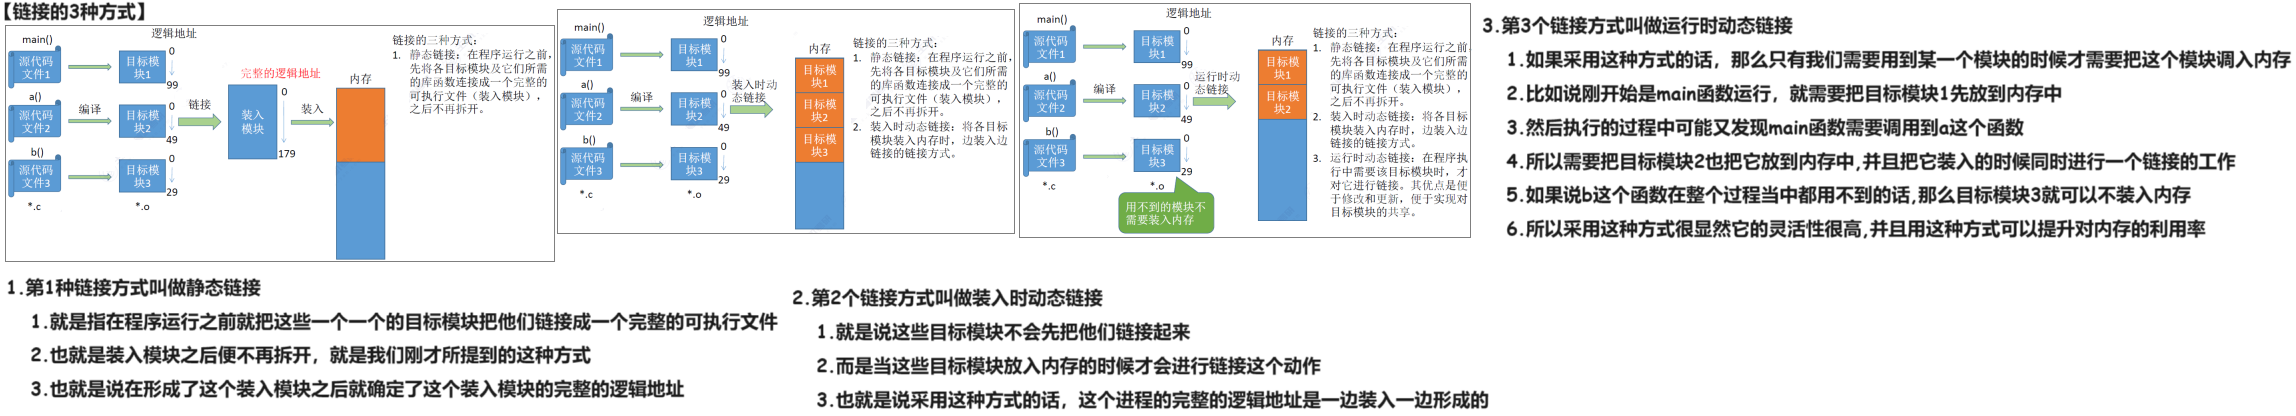 【链接的3种方式】
逻辑地址
main()
源代码
文件1
目标模
块1
0
99
a()
源代码
文件2
编译
目标模
块2
0
49
b()
源代码
文件3
目标模
块3
0
29
*.c
*.o
链接
完整的逻辑地址
装入
模块
0
179
装入
内存
链接的三种方式：
1. 静态链接：在程序运行之前，
先将各目标模块及它们所需
的库函数连接成一个完整的
可执行文件（装入模块），
之后不再拆开。
逻辑地址
main()
源代码
文件1
目标模
块1
0
99
a()
源代码
文件2
编译
目标模
块2
0
49
b()
源代码
文件3
目标模
块3
0
29
*.c
*.o
装入时动
态链接
内存
目标模
块1
目标模
块2
目标模
块3
链接的三种方式：
1. 静态链接：在程序运行之前，
先将各目标模块及它们所需
的库函数连接成一个完整的
可执行文件（装入模块），
之后不再拆开。
2. 装入时动态链接：将各目标
模块装入内存时，边装入边
链接的链接方式。
逻辑地址
main()
源代码
文件1
目标模
块1
0
99
a()
源代码
文件2
编译
目标模
块2
0
49
b()
源代码
文件3
目标模
块3
0
29
*.c
*.o
用不到的模块不
需要装入内存
运行时动
态链接
内存
目标模
块1
目标模
块2
链接的三种方式：
1. 静态链接：在程序运行之前，
先将各目标模块及它们所需
的库函数连接成一个完整的
可执行文件（装入模块），
之后不再拆开。
2. 装入时动态链接：将各目标
模块装入内存时，边装入边
链接的链接方式。
3. 运行时动态链接：在程序执
行中需要该目标模块时，才
对它进行链接。其优点是便
于修改和更新，便于实现对
目标模块的共享。
3.第3个链接方式叫做运行时动态链接
1.如果采用这种方式的话，那么只有我们需要用到某一个模块的时候才需要把这个模块调入内存
2.比如说刚开始是main函数运行，就需要把目标模块1先放到内存中
3.然后执行的过程中可能又发现main函数需要调用到a这个函数
4.所以需要把目标模块2也把它放到内存中,并且把它装入的时候同时进行一个链接的工作
5.如果说b这个函数在整个过程当中都用不到的话,那么目标模块3就可以不装入内存
6.所以采用这种方式很显然它的灵活性很高,并且用这种方式可以提升对内存的利用率
1.第1种链接方式叫做静态链接
1.就是指在程序运行之前就把这些一个一个的目标模块把他们链接成一个完整的可执行文件
2.也就是装入模块之后便不再拆开，就是我们刚才所提到的这种方式
3.也就是说在形成了这个装入模块之后就确定了这个装入模块的完整的逻辑地址
2.第2个链接方式叫做装入时动态链接
1.就是说这些目标模块不会先把他们链接起来
2.而是当这些目标模块放入内存的时候才会进行链接这个动作
3.也就是说采用这种方式的话，这个进程的完整的逻辑地址是一边装入一边形成的